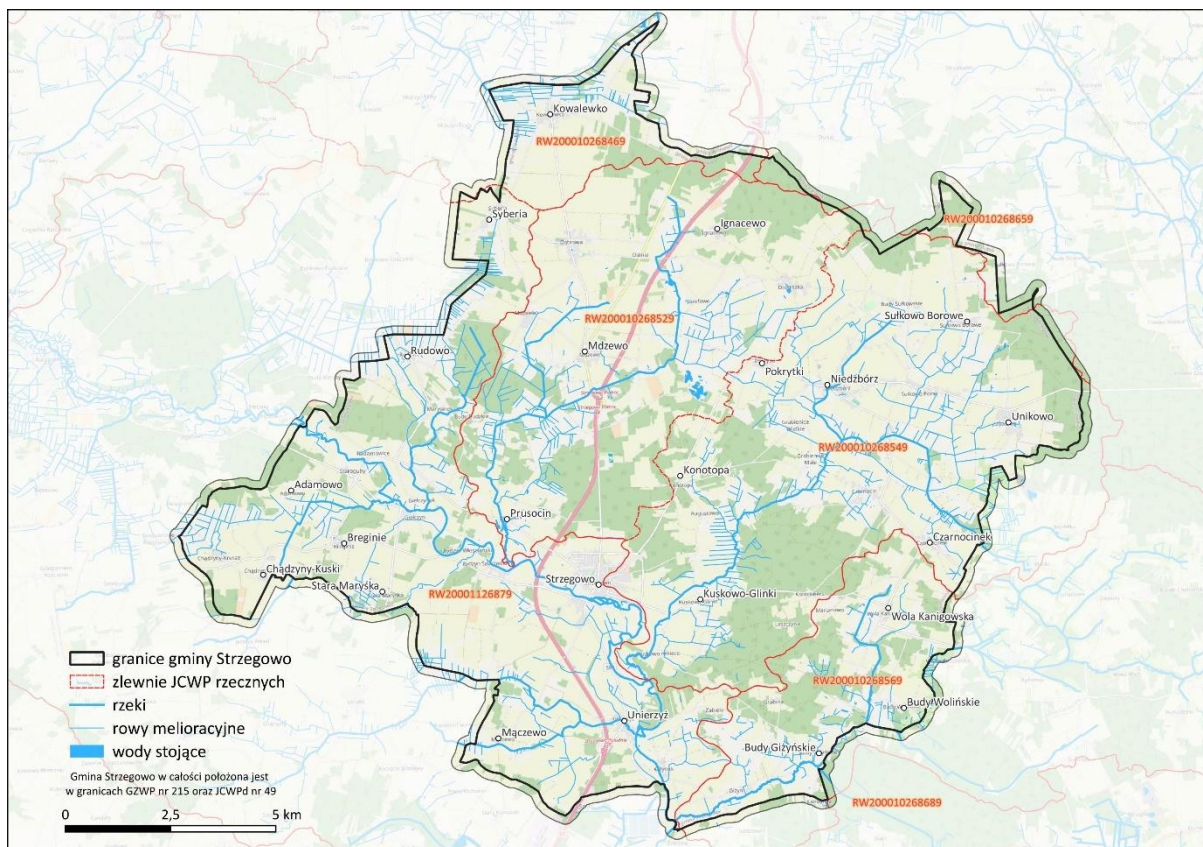 Kowalewko
RW200010268469
Syberia
Ignacewo
RW200010268659
RW200010268529
Sułkowo Borowe
Mdzewo
Rudowo
Pokrytki
Niedźbórz
Unikowo
RW200010268549
Konotopa
Adamowo
Prusocin
Breginie
Czarnocinek
Chądzyny-Kuski
Stara Maryśka
Strzegowo
RW20001126879
Kuskowo-Glinki
Wola Kanigowska
RW200010268569
Budy Wolińskie
Unierzyż
Mączewo
Budy Giżyńskie
RW200010268689
granice gminy Strzegowo
zlewnie JCWP rzecznych
rzeki
rowy melioracyjne
wody stojące
Gmina Strzegowo w całości położona jest
w granicach GZWP nr 215 oraz JCWPd nr 49
0 2,5 5 km